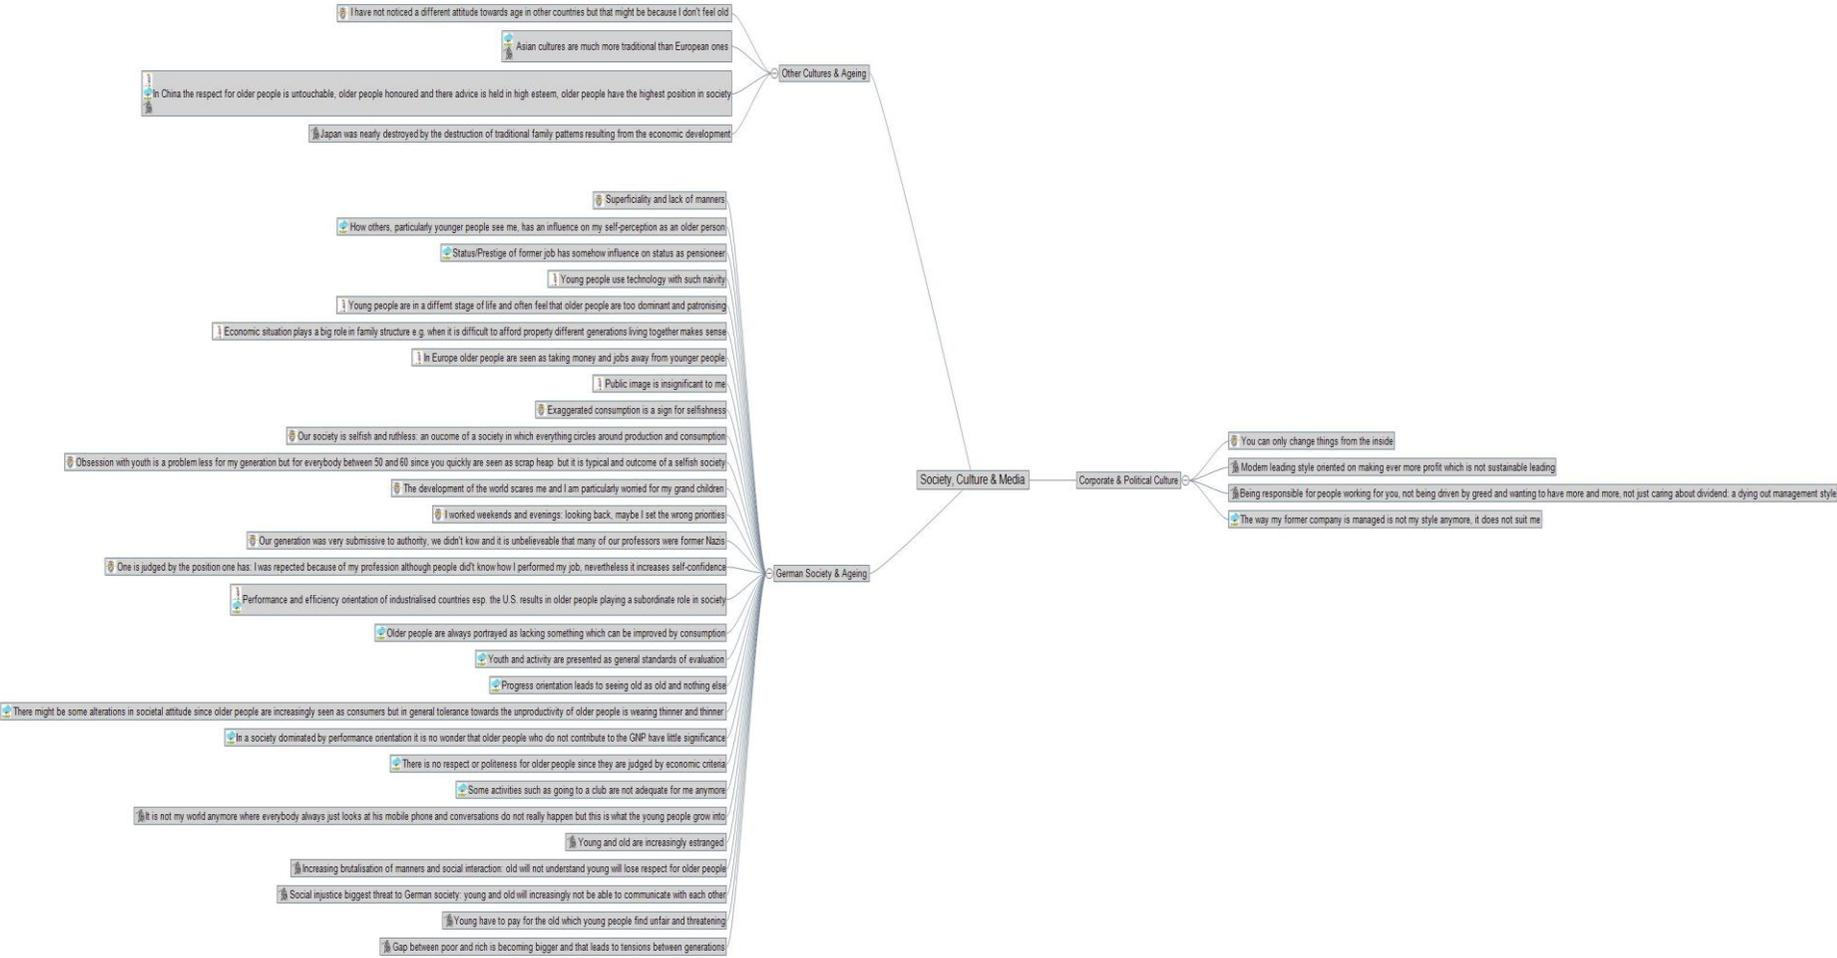 I have not noticed a different attitude towards age in other countries but that might be because I don't feel old
Asian cultures are much more traditional than European ones
Other Cultures & Ageing
In China the respect for older people is untouchable, older people honoured and there advice is held in high esteem, older people have the highest position in society
Japan was nearly destroyed by the destruction of traditional family patterns resulting from the economic development
Superficiality and lack of manners
How others, particularly younger people see me, has an influence on my self-perception as an older person
Status/Prestige of former job has somehow influence on status as pensioneer
Young people use technology with such naivity
Young people are in a differnt stage of life and often feel that older people are too dominant and patronising
Economic situation plays a big role in family structure e.g. when it is difficult to afford property different generations living together makes sense
In Europe older people are seen as taking money and jobs away from younger people
Public image is insignificant to me
Exaggerated consumption is a sign for selfishness
Our society is selfish and ruthless: an oucome of a society in which everything circles around production and consumption
Obsession with youth is a problem less for my generation but for everybody between 50 and 60 since you quickly are seen as scrap heap but it is typical and outcome of a selfish society
The development of the world scares me and I am particularly worried for my grand children
I worked weekends and evenings: looking back, maybe I set the wrong priorities
Our generation was very submissive to authority, we didn't kow and it is unbelieveable that many of our professors were former Nazis
One is judged by the position one has: I was rejected because of my profession although people did't know how I performed my job, nevertheless it increases self-confidence
German Society & Ageing
Performance and efficiency orientation of industrialised countries esp. the U.S. results in older people playing a subordinate role in society
Older people are always portrayed as lacking something which can be improved by consumption
Youth and activity are presented as general standards of evaluation
Progress orientation leads to seeing old as old and nothing else
There might be some alterations in societal attitude since older people are increasingly seen as consumers but in general tolerance towards the unproductivity of older people is wearing thinner and thinner
In a society dominated by performance orientation it is no wonder that older people who do not contribute to the GNP have little significance
There is no respect or politeness for older people since they are judged by economic criteria
Some activities such as going to a club are not adequate for me anymore
It is not my world anymore where everybody always just looks at his mobile phone and conversations do not really happen but this is what the young people grow into
Young and old are increasingly estranged
Increasing brutalisation of manners and social interaction: old will not understand young will lose respect for older people
Social injustice biggest threat to German society: young and old will increasingly not be able to communicate with each other
Young have to pay for the old which young people find unfair and threatening
Gap between poor and rich is becoming bigger and that leads to tensions between generations
Society, Culture & Media
Corporate & Political Culture
You can only change things from the inside
Modern leading style oriented on making ever more profit which is not sustainable leading
Being responsible for people working for you, not being driven by greed and wanting to have more and more, not just caring about dividend: a dying out management style
The way my former company is managed is not my style anymore, it does not suit me